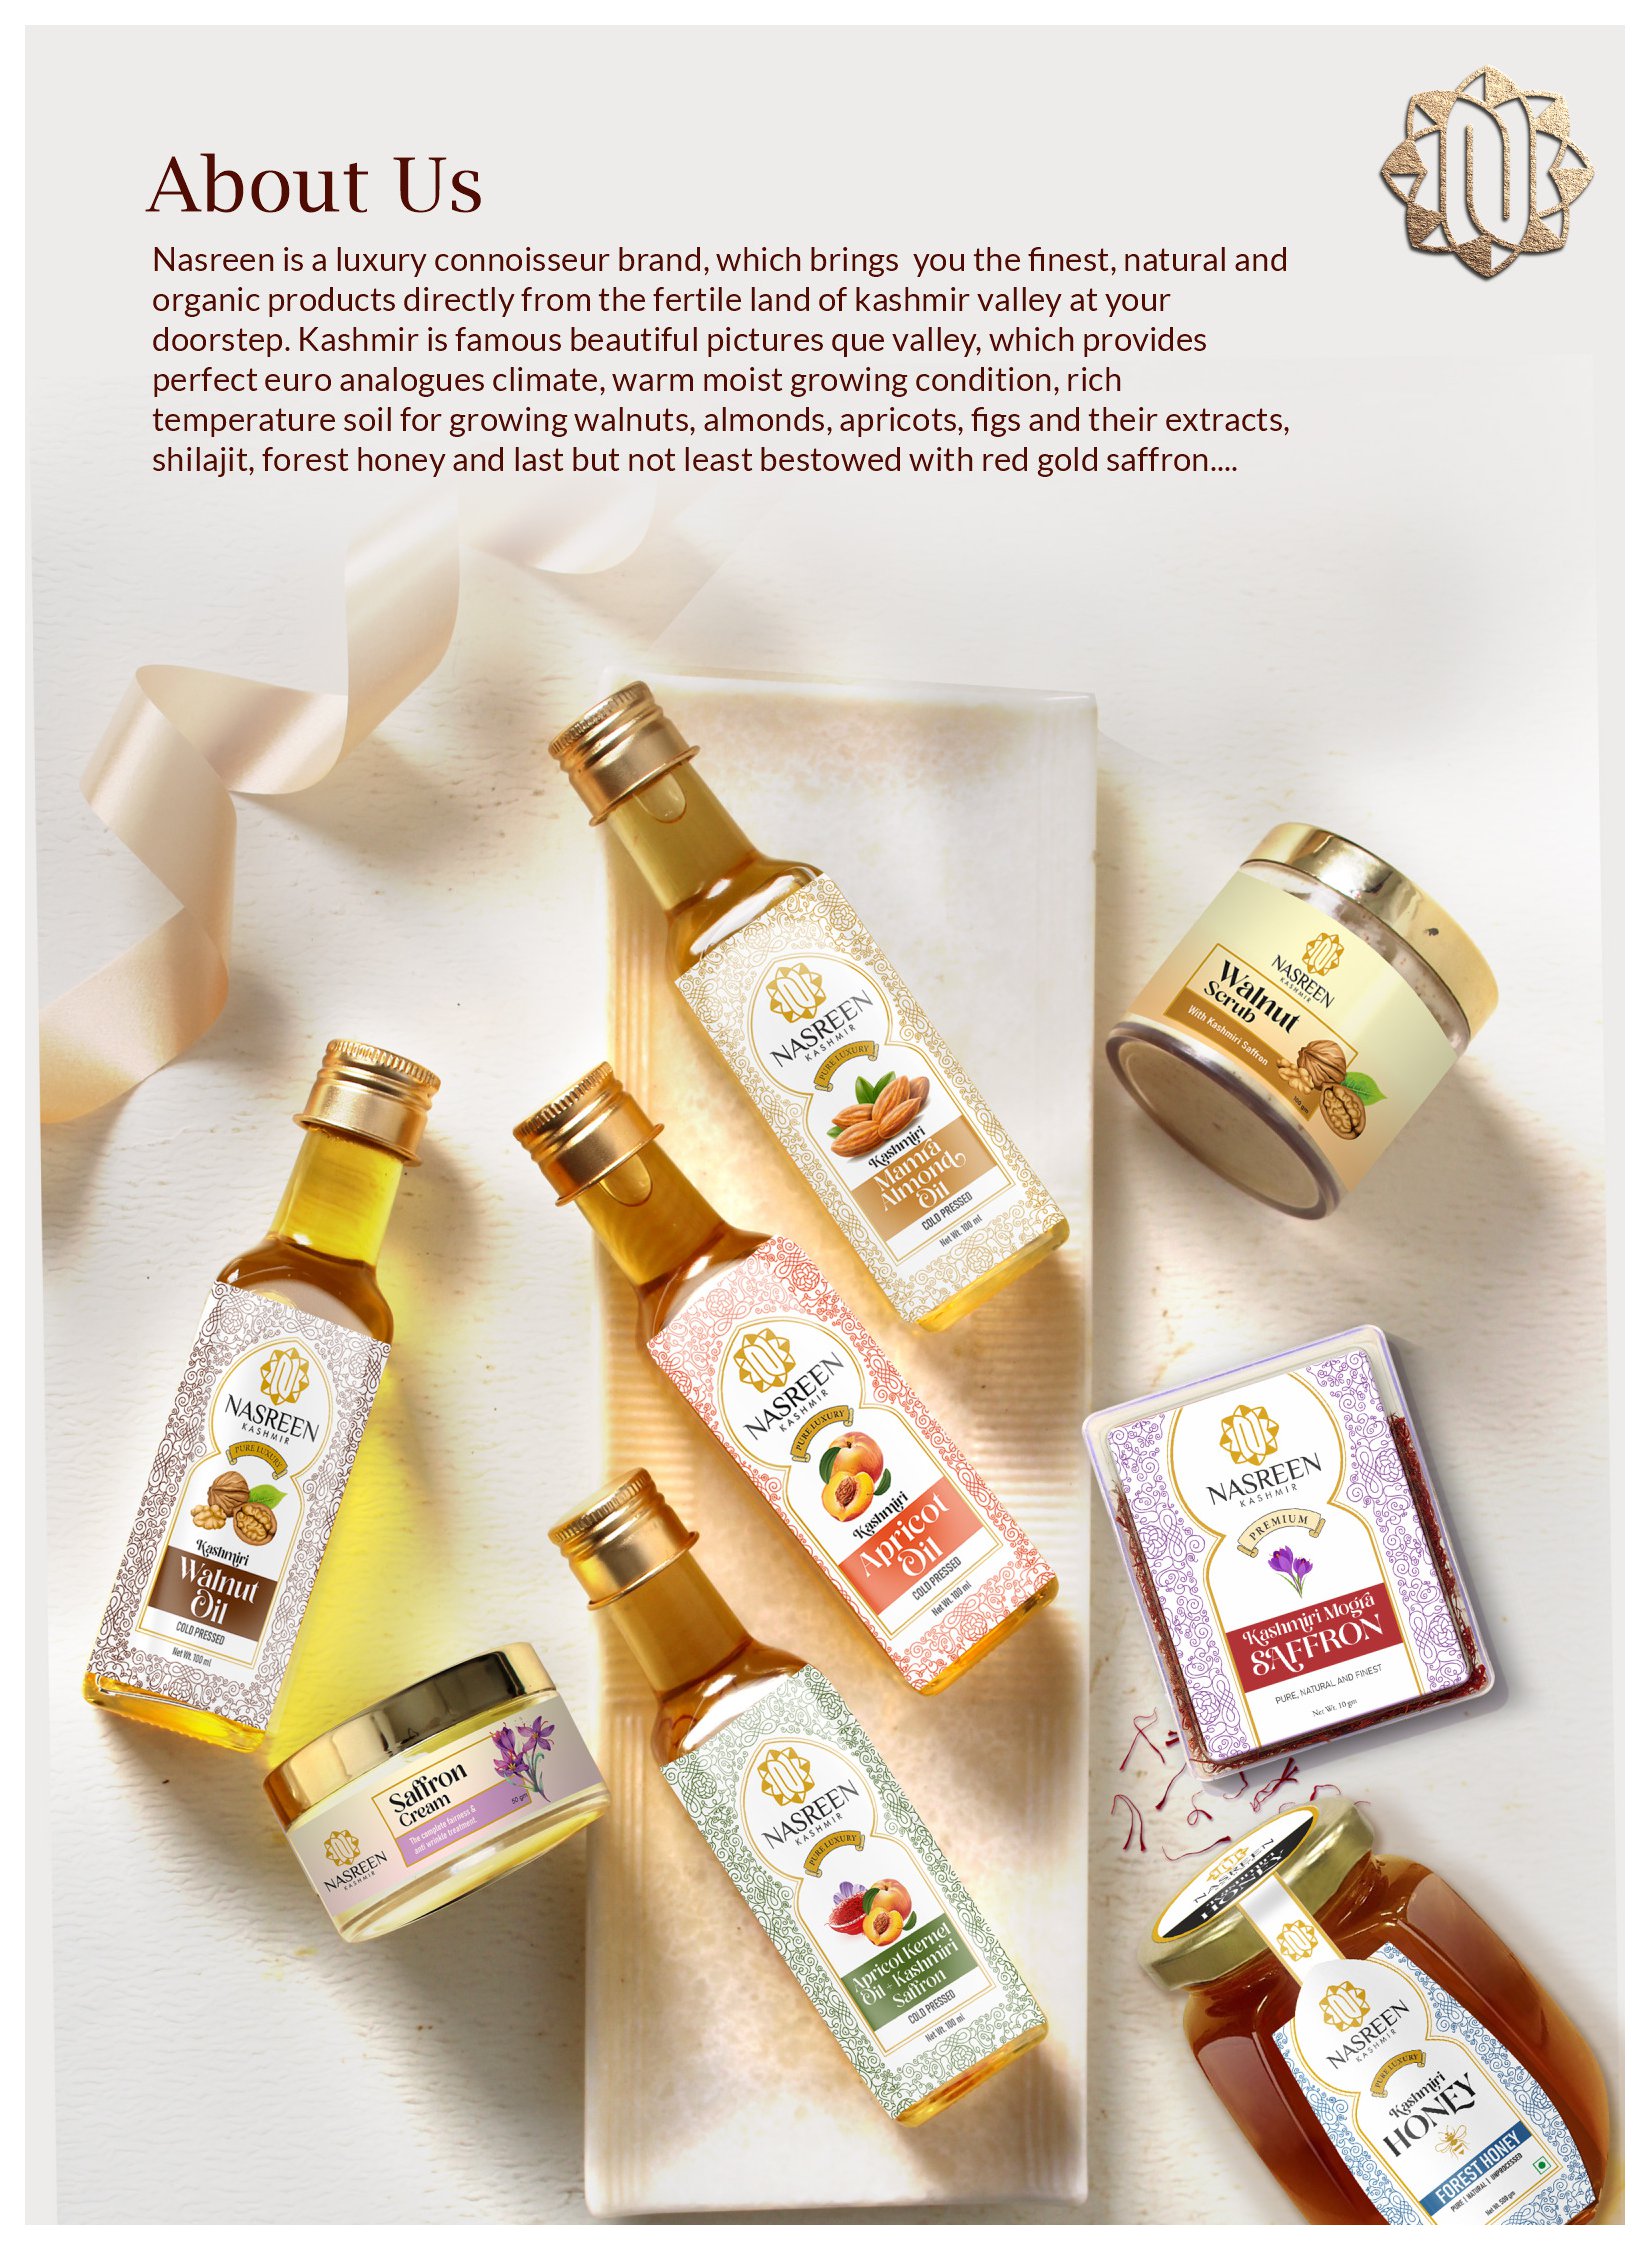 About Us
Nasreen is a luxury connoisseur brand, which brings  you the finest, natural and
organic products directly from the fertile land of kashmir valley at your
doorstep. Kashmir is famous beautiful pictures que valley, which provides
perfect euro analogues climate, warm moist growing condition, rich
temperature soil for growing walnuts, almonds, apricots, figs and their extracts,
shilajit, forest honey and last but not least bestowed with red gold saffron....
NASREEN
KASHMIR
PURE LUXURY
Kashmiri
Mamra
Almond
Oil
COLD PRESSED
Net Wt. 100 ml
NASREEN
KASHMIR
Walnut
Scrub
With Kashmiri Saffron
100 gm
NASREEN
KASHMIR
PURE LUXURY
Kashmiri
Walnut
Oil
COLD PRESSED
Net Wt. 100 ml
NASREEN
KASHMIR
PURE LUXURY
Kashmiri
Apricot
Oil
COLD PRESSED
Net Wt. 100 ml
NASREEN
KASHMIR
PREMIUM
Kashmiri Mogra
SAFFRON
PURE, NATURAL AND FINEST
Net Wt. 10 gm
Saffron
Cream
The complete fairness &
anti wrinkle treatment.
50 gm
NASREEN
KASHMIR
NASREEN
KASHMIR
PURE LUXURY
Apricot Kernel
Oil + Kashmiri
Saffron
COLD PRESSED
Net Wt. 100 ml
NASREEN
HONEY
NASREEN
KASHMIR
PURE LUXURY
Kashmiri
HONEY
FOREST HONEY
PURE | NATURAL | UNPROCESSED
Net Wt. 500 gm